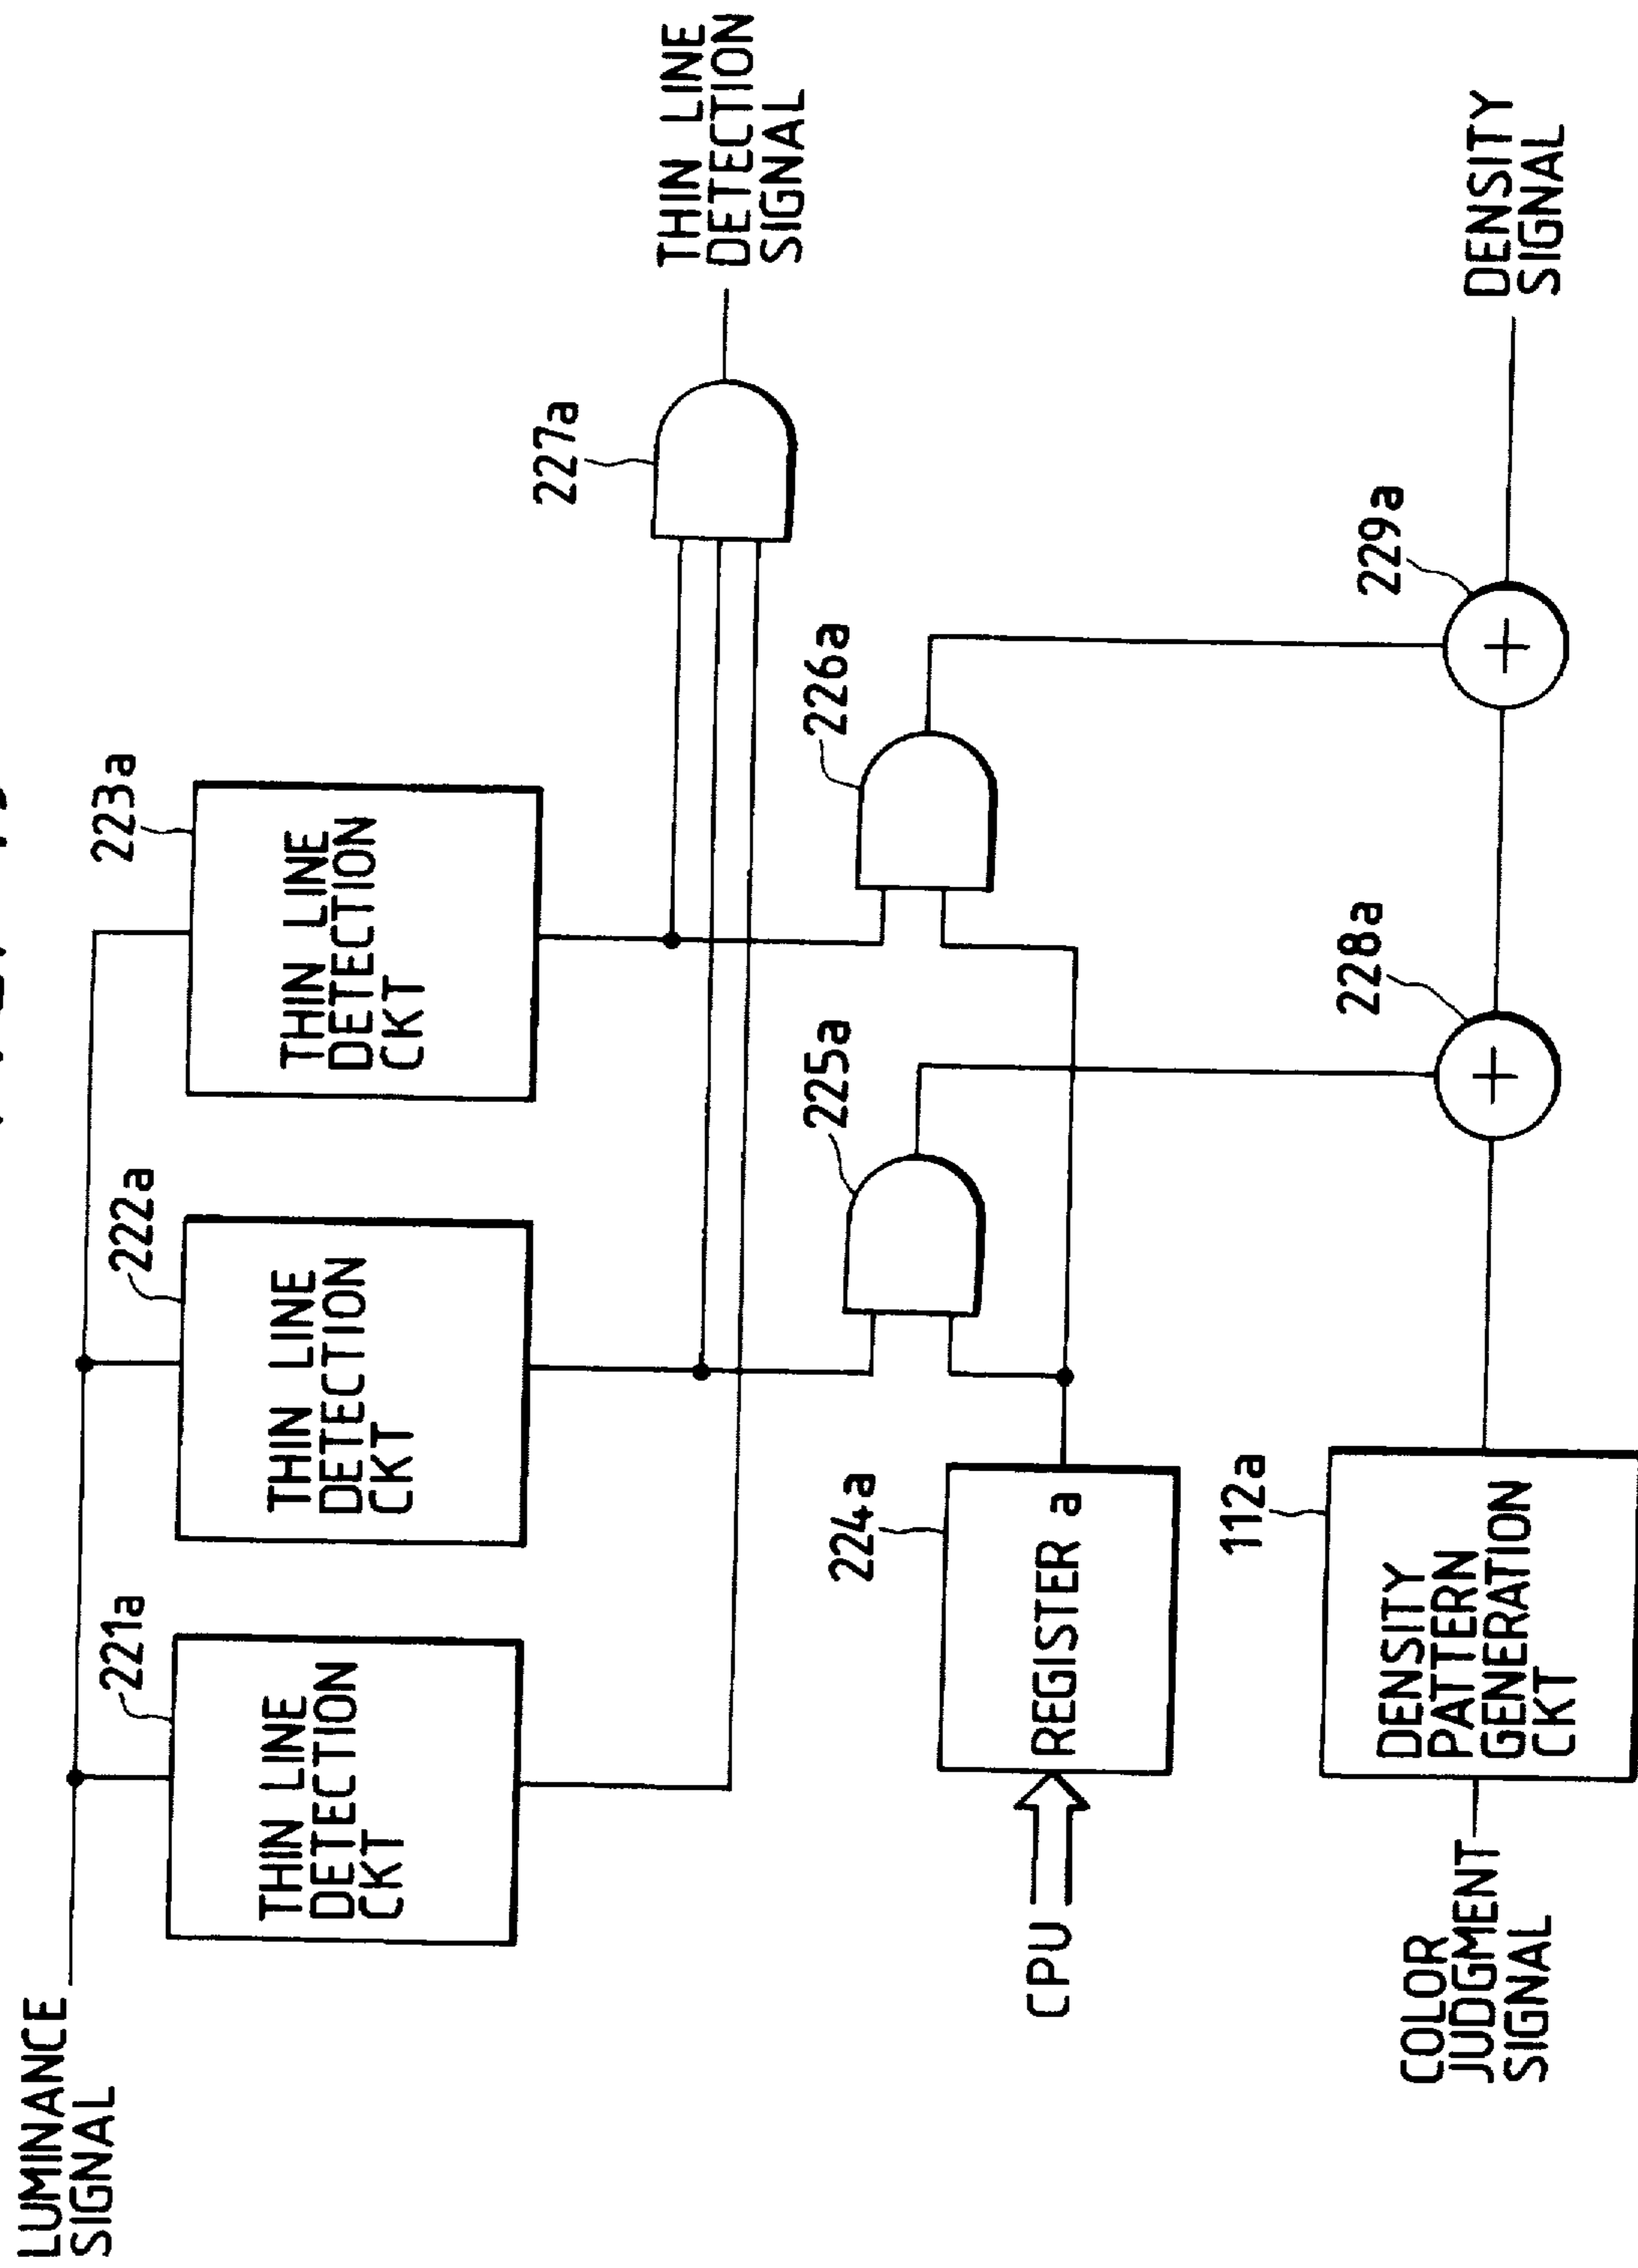 LUMINANCE
SIGNAL
221a
THIN LINE
DETECTION
CKT
222a
THIN LINE
DETECTION
CKT
223a
THIN LINE
DETECTION
CKT
227a
THIN LINE
DETECTION
SIGNAL
CPU
224a
REGISTER a
225a
226a
COLOR
JUDGMENT
SIGNAL
112a
DENSITY
PATTERN
GENERATION
CKT
228a
+
229a
+
DENSITY
SIGNAL